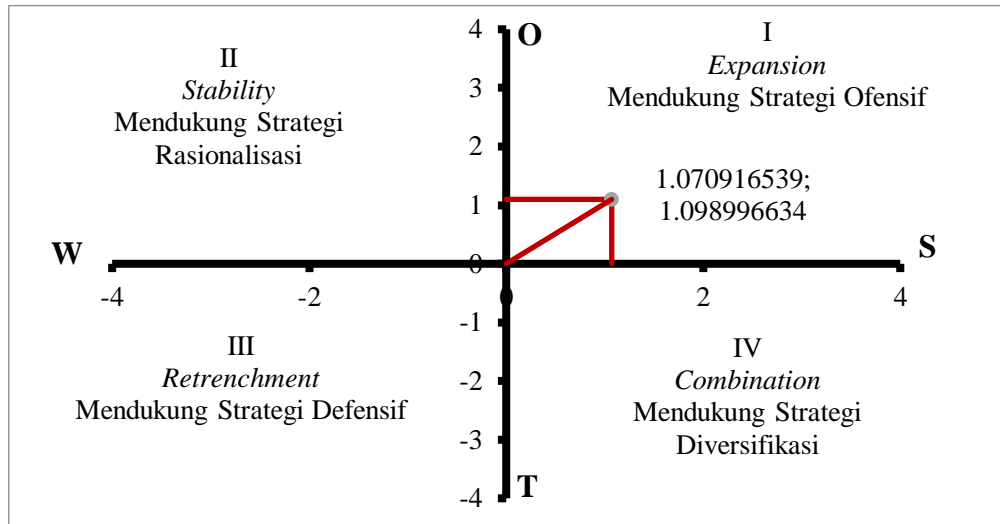 4
O
I
Expansion
Mendukung Strategi Ofensif
II
Stability
Mendukung Strategi
Rasionalisasi
3
2
1.070916539;
1.098996634
1
W
0
S
-4
-2
0
2
4
-1
III
Retrenchment
Mendukung Strategi Defensif
IV
Combination
Mendukung Strategi
Diversifikasi
-2
-3
-4
T